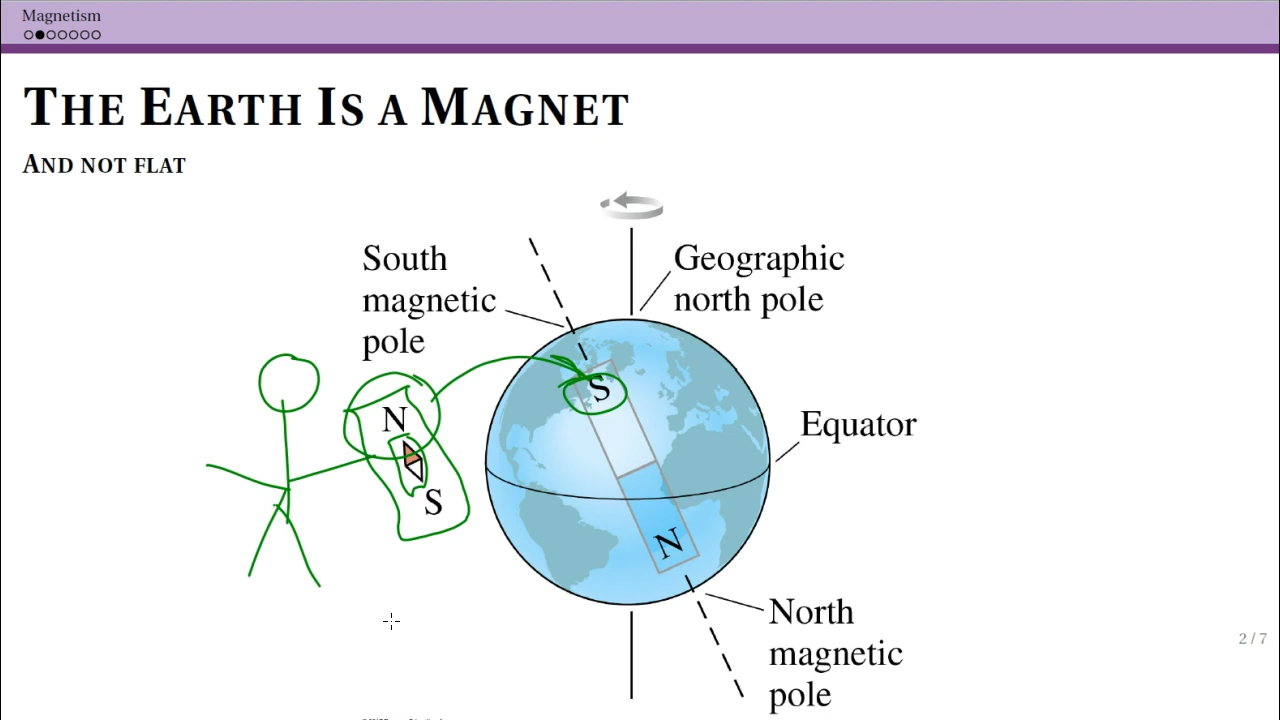 Magnetism
THE EARTH IS A MAGNET
AND NOT FLAT
South
magnetic
pole
Geographic
north pole
N
S
S
Equator
N
North
magnetic
pole
2 / 7